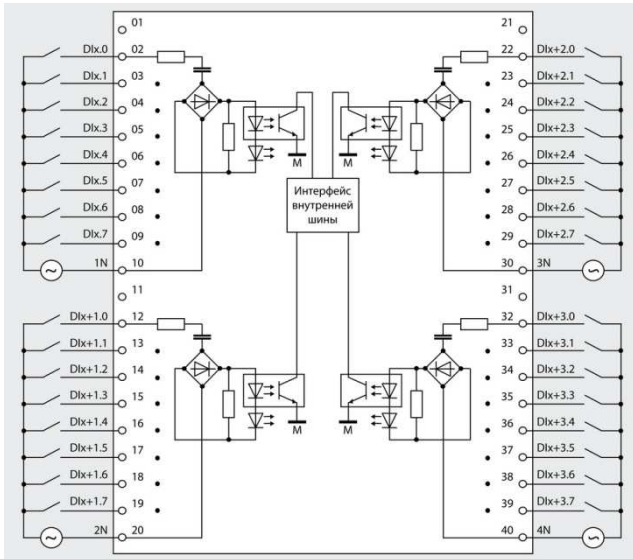 01 21
DIx.0 02 22 DIx+2.0
DIx.1 03 23 DIx+2.1
DIx.2 04 24 DIx+2.2
DIx.3 05 25 DIx+2.3
DIx.4 06 26 DIx+2.4
M M
DIx.5 07 27 DIx+2.5
DIx.6 08 28 DIx+2.6
DIx.7 09 29 DIx+2.7
Интерфейс
внутренней
шины
1N 10 30 3N
11 31
DIx+1.0 12 32 DIx+3.0
DIx+1.1 13 33 DIx+3.1
DIx+1.2 14 34 DIx+3.2
DIx+1.3 15 35 DIx+3.3
DIx+1.4 16 36 DIx+3.4
M M
DIx+1.5 17 37 DIx+3.5
DIx+1.6 18 38 DIx+3.6
DIx+1.7 19 39 DIx+3.7
2N 20 40 4N